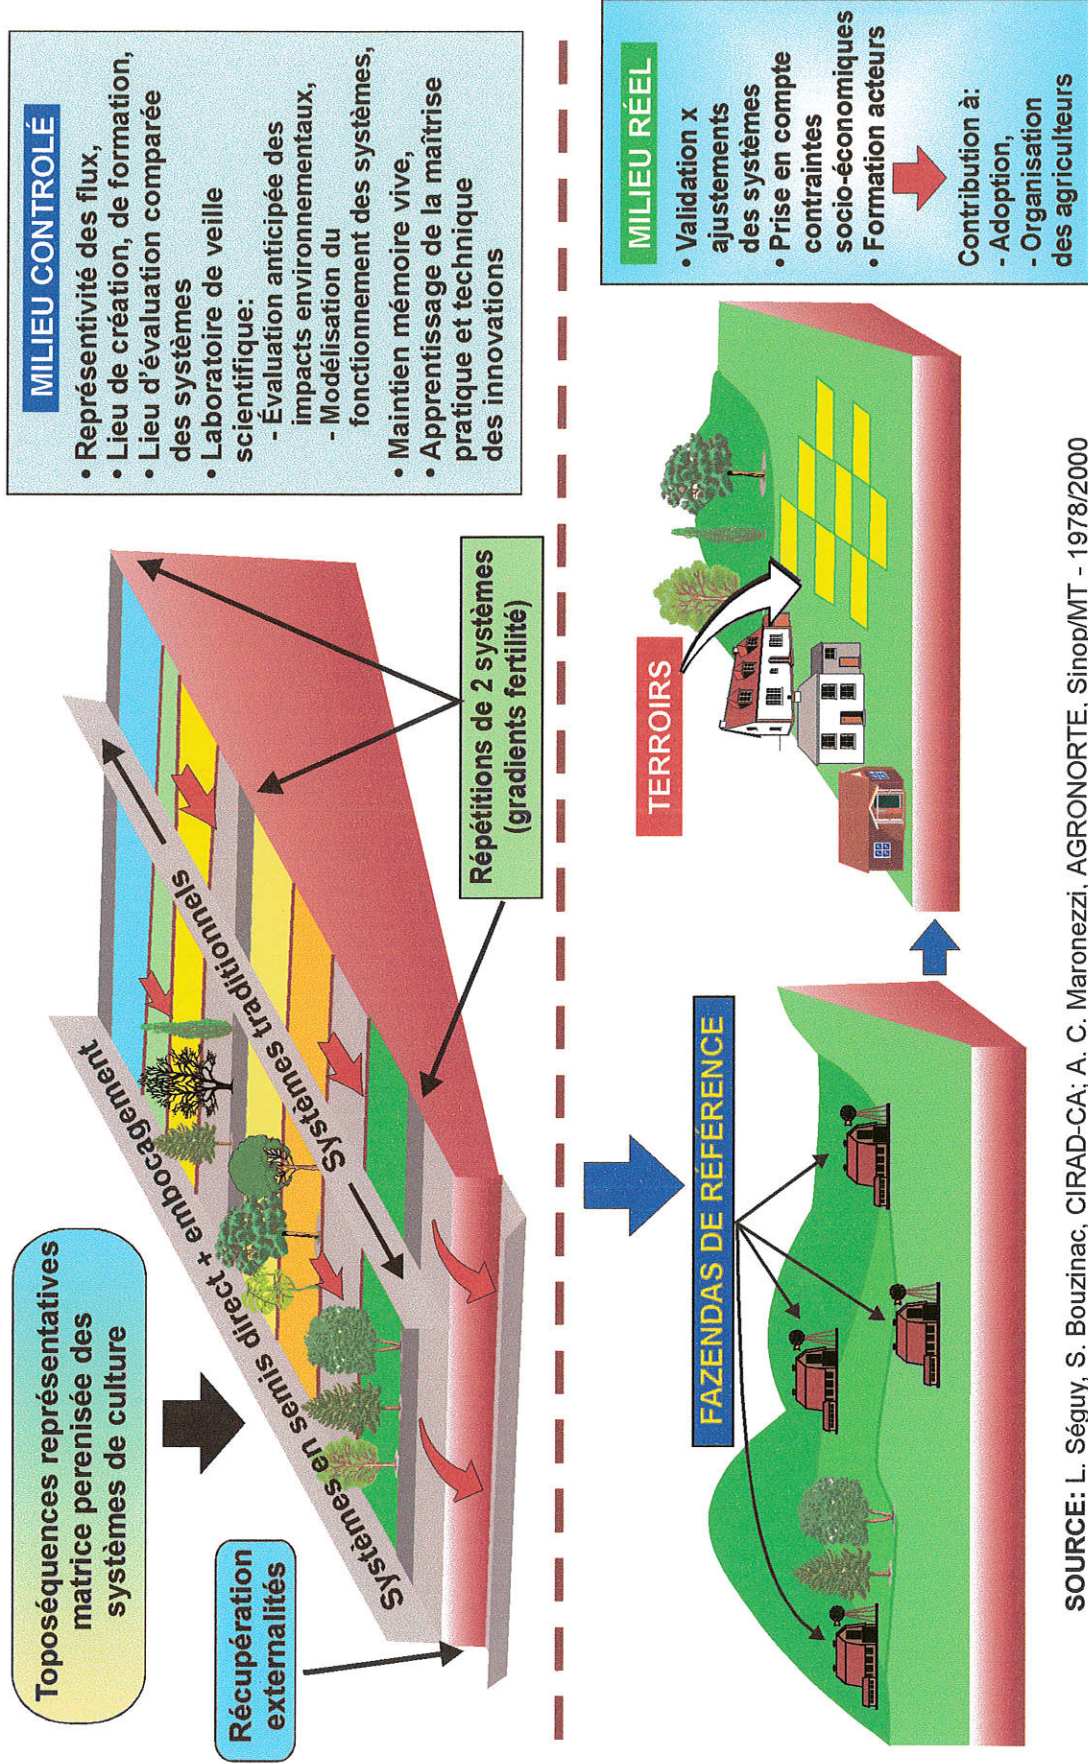 Toposéquences représentatives
matrice perenisée des
systèmes de culture
Récupération
externalités
Systèmes en semis direct + embocagement
Systèmes traditionnels
Répétitions de 2 systèmes
(gradients fertilité)
MILIEU CONTROLÉ
• Représentivité des flux,
• Lieu de création, de formation,
• Lieu d'évaluation comparée
des systèmes
• Laboratoire de veille
scientifique:
- Évaluation anticipée des
impacts environnementaux,
- Modélisation du
fonctionnement des systèmes,
• Maintien mémoire vive,
• Apprentissage de la maîtrise
pratique et technique
des innovations
FAZENDAS DE RÉFÉRENCE
TERROIRS
MILIEU RÉEL
• Validation x
ajustements
des systèmes
• Prise en compte
contraintes
socio-économiques
• Formation acteurs
Contribution à:
- Adoption,
- Organisation
des agriculteurs
SOURCE: L. Séguy, S. Bouzinac, CIRAD-CA; A. C. Maronezzi, AGRONORTE, Sinop/MT - 1978/2000